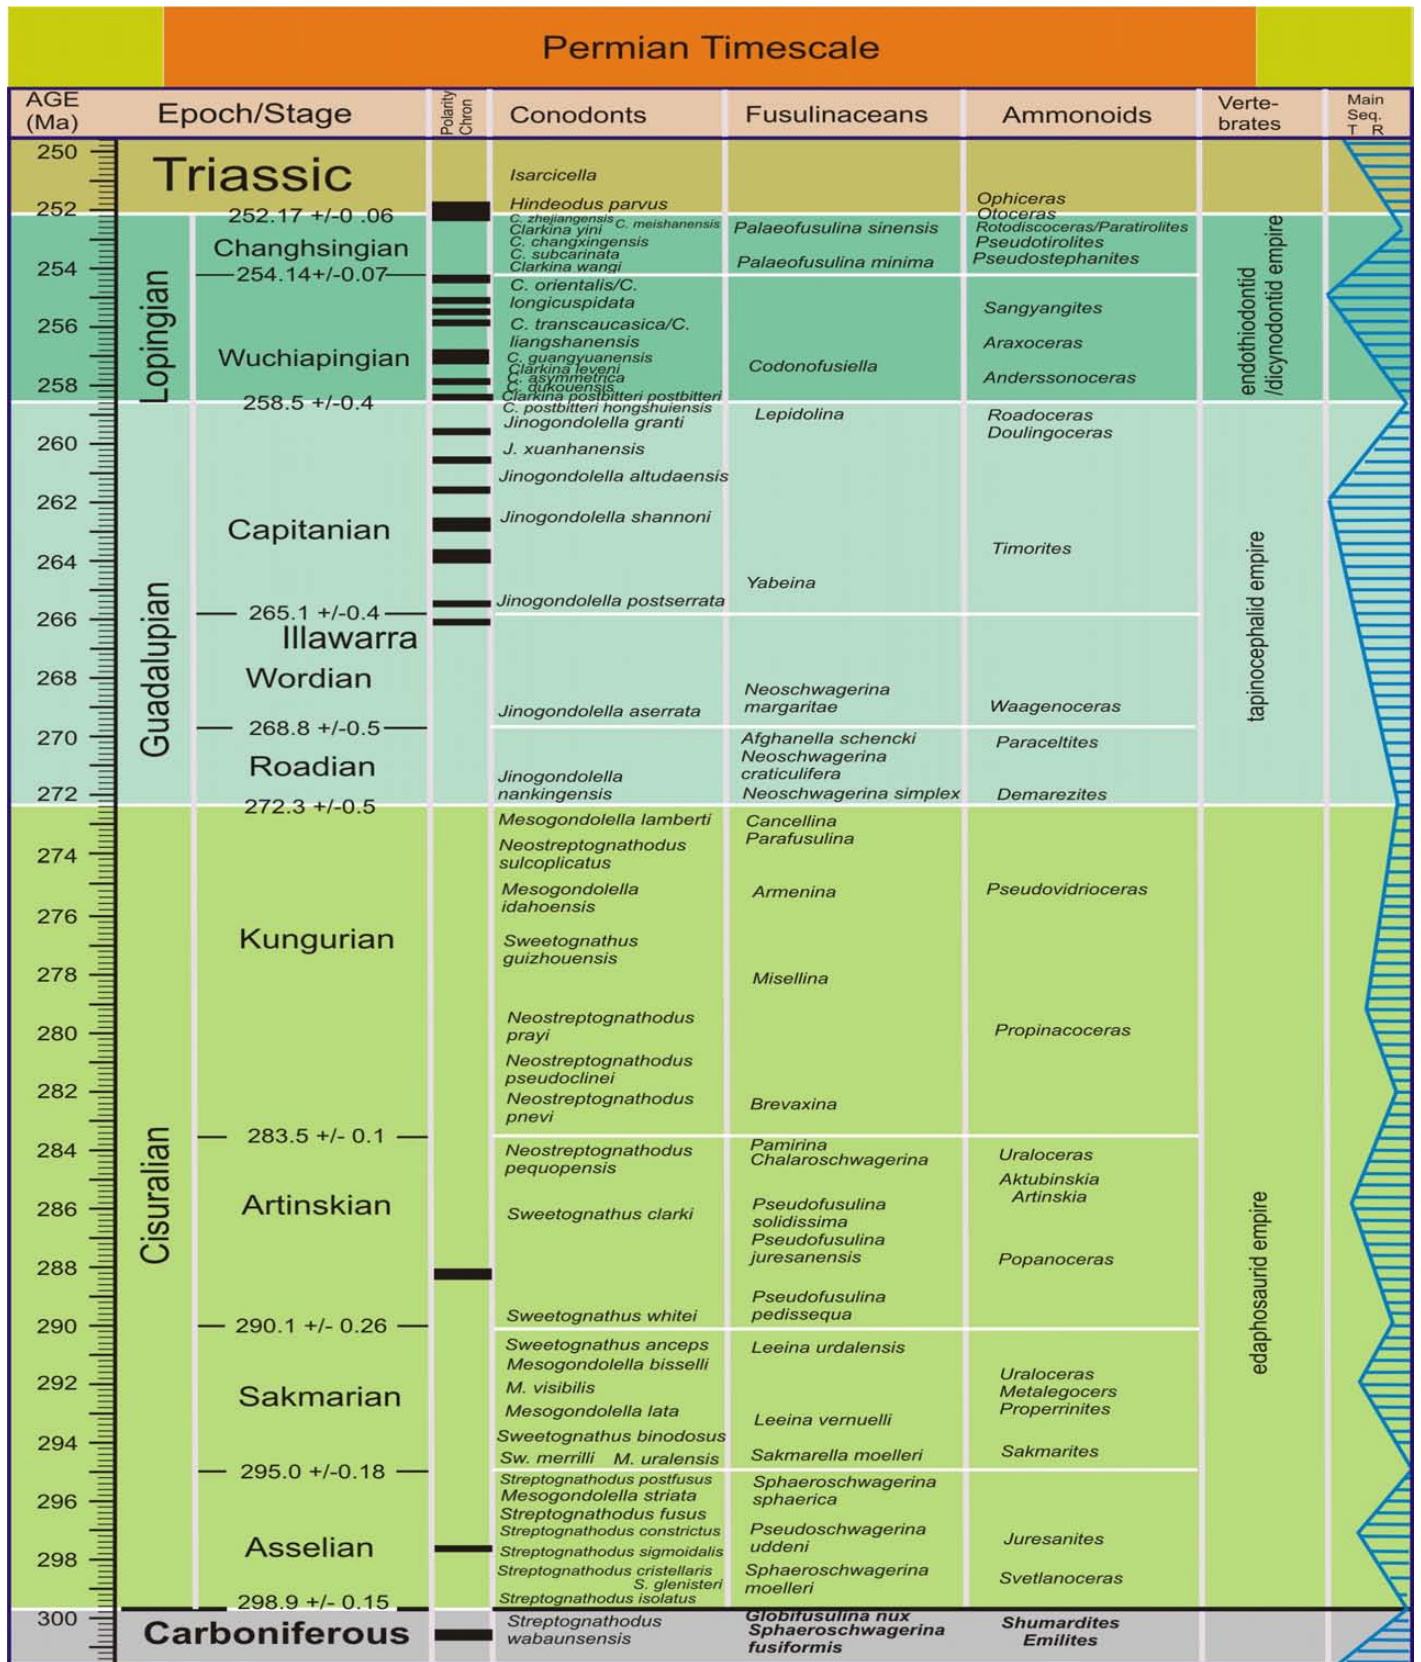 Permian Timescale
AGE
(Ma)
Epoch/Stage
Polarity
Chron
Conodonts
Fusulinaceans
Ammonoids
Verte-
brates
Main
Seq.
T R
250
252
254
256
258
260
262
264
266
268
270
272
274
276
278
280
282
284
286
288
290
292
294
296
298
300
Lopingian
Guadalupian
Cisuralian
Triassic
252.17 +/-0 .06
Changhsingian
254.14+/-0.07
Wuchiapingian
258.5 +/-0.4
Capitanian
265.1 +/-0.4
Illawarra
Wordian
268.8 +/-0.5
Roadian
272.3 +/-0.5
Kungurian
283.5 +/- 0.1
Artinskian
290.1 +/- 0.26
Sakmarian
295.0 +/-0.18
Asselian
298.9 +/- 0.15
Carboniferous
Isarcicella
Hindeodus parvus
C. zhejiangensis C. meishanensis
Clarkina yini
C. changxingensis
C. subcarinata
Clarkina wangi
C. orientalis/C.
longicuspidata
C. transcaucasica/C.
liangshanensis
C. guangyuanensis
Clarkina leveni
C. asymmetrica
C. dukouensis
Clarkina postbitteri postbitteri
C. postbitteri hongshuiensis
Jinogondolella granti
J. xuanhanensis
Jinogondolella altudaensis
Jinogondolella shannoni
Jinogondolella postserrata
Jinogondolella aserrata
Jinogondolella
nankingensis
Mesogondolella lamberti
Neostreptognathodus
sulcoplicatus
Mesogondolella
idahoensis
Sweetognathus
guizhouensis
Neostreptognathodus
prayi
Neostreptognathodus
pseudoclinei
Neostreptognathodus
pnevi
Neostreptognathodus
pequopensis
Sweetognathus clarki
Sweetognathus whitei
Sweetognathus anceps
Mesogondolella bisselli
M. visibilis
Mesogondolella lata
Sweetognathus binodosus
Sw. merrilli M. uralensis
Streptognathodus postfusus
Mesogondolella striata
Streptognathodus fusus
Streptognathodus constrictus
Streptognathodus sigmoidalis
Streptognathodus cristellaris
S. glenisteri
Streptognathodus isolatus
Streptognathodus
wabaunsensis
Palaeofusulina sinensis
Palaeofusulina minima
Codonofusiella
Lepidolina
Yabeina
Neoschwagerina
margaritae
Afghanella schencki
Neoschwagerina
craticulifera
Neoschwagerina simplex
Cancellina
Parafusulina
Armenina
Misellina
Brevaxina
Pamirina
Chalaroschwagerina
Pseudofusulina
solidissima
Pseudofusulina
juresanensis
Pseudofusulina
pedissequa
Leeina urdalensis
Leeina vernuelli
Sakmarella moelleri
Sphaeroschwagerina
sphaerica
Pseudoschwagerina
uddeni
Sphaeroschwagerina
moelleri
Globifusulina nux
Sphaeroschwagerina
fusiformis
Ophiceras
Otoceras
Rotodiscoceras/Paratirolites
Pseudotirolites
Pseudostephanites
Sangyangites
Araxoceras
Anderssonoceras
Roadoceras
Doulingoceras
Timorites
Waagenoceras
Paraceltites
Demarezites
Pseudovidrioceras
Propinacoceras
Uraloceras
Aktubinskia
Artinskia
Popanoceras
Uraloceras
Metalegocers
Properrinites
Sakmarites
Juresanites
Svetlanoceras
Shumardites
Emilites
endothiodontid
/dicynodontid empire
tapinocephalid empire
edaphosaurid empire